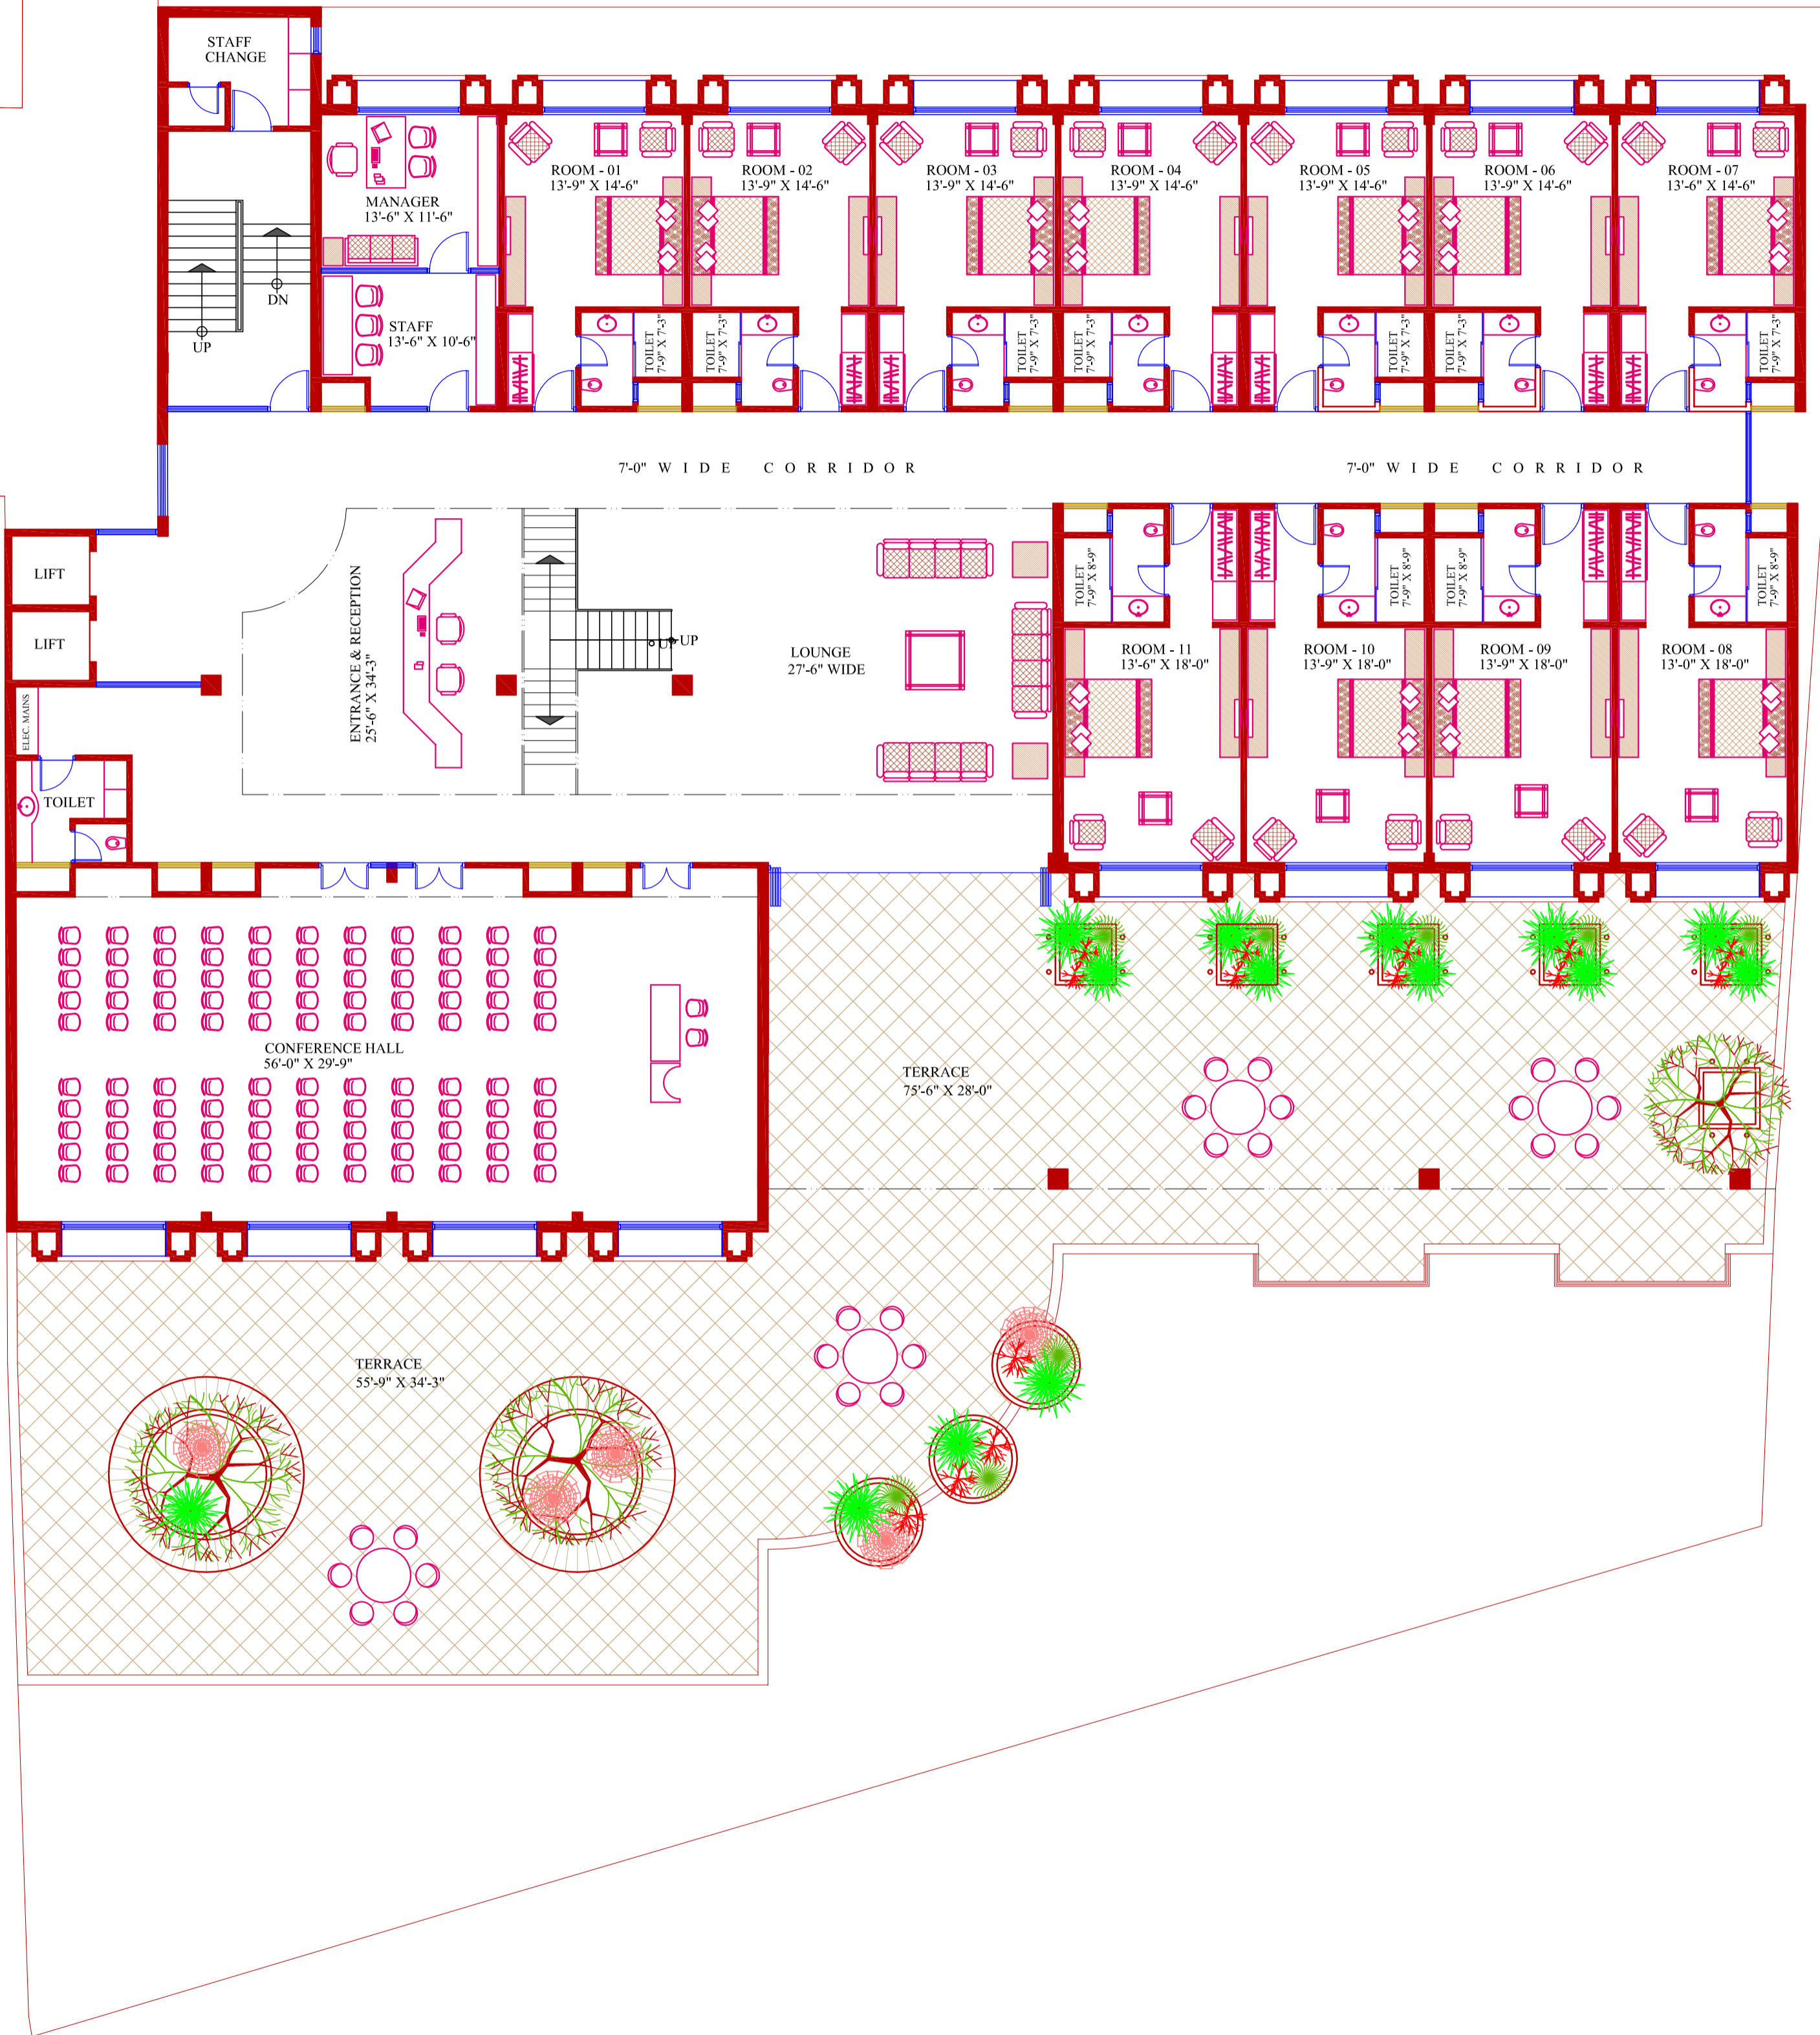 STAFF
CHANGE
MANAGER
13'-6" X 11'-6"
STAFF
13'-6" X 10'-6"
DN
UP
ROOM - 01
13'-9" X 14'-6"
ROOM - 02
13'-9" X 14'-6"
ROOM - 03
13'-9" X 14'-6"
ROOM - 04
13'-9" X 14'-6"
ROOM - 05
13'-9" X 14'-6"
ROOM - 06
13'-9" X 14'-6"
ROOM - 07
13'-6" X 14'-6"
TOILET
7'-9" X 7'-3"
TOILET
7'-9" X 7'-3"
TOILET
7'-9" X 7'-3"
TOILET
7'-9" X 7'-3"
TOILET
7'-9" X 7'-3"
TOILET
7'-9" X 7'-3"
TOILET
7'-9" X 7'-3"
7'-0" W I D E C O R R I D O R
7'-0" W I D E C O R R I D O R
LIFT
LIFT
ELEC. MAINS
TOILET
ENTRANCE & RECEPTION
25'-6" X 34'-3"
UP
UP
LOUNGE
27'-6" WIDE
TOILET
7'-9" X 8'-9"
TOILET
7'-9" X 8'-9"
TOILET
7'-9" X 8'-9"
TOILET
7'-9" X 8'-9"
ROOM - 11
13'-6" X 18'-0"
ROOM - 10
13'-9" X 18'-0"
ROOM - 09
13'-9" X 18'-0"
ROOM - 08
13'-0" X 18'-0"
CONFERENCE HALL
56'-0" X 29'-9"
TERRACE
75'-6" X 28'-0"
TERRACE
55'-9" X 34'-3"